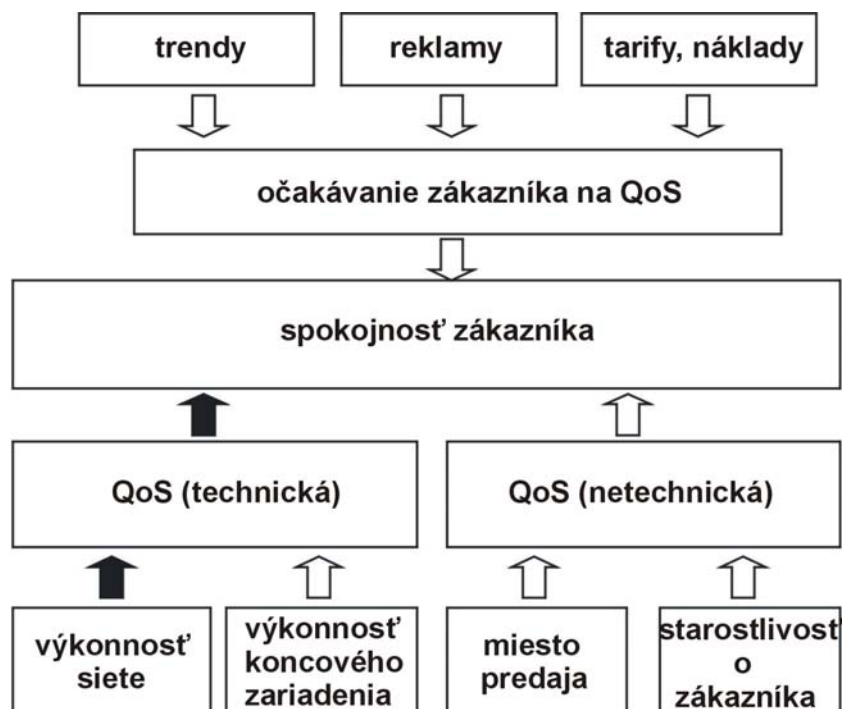 trendy
reklamy
tarify, náklady
očakávanie zákazníka na QoS
spokojnosť zákazníka
QoS (technická)
QoS (netechnická)
výkonnosť
siete
výkonnosť
koncového
zariadenia
miesto
predaja
starostlivosť
o
zákazníka